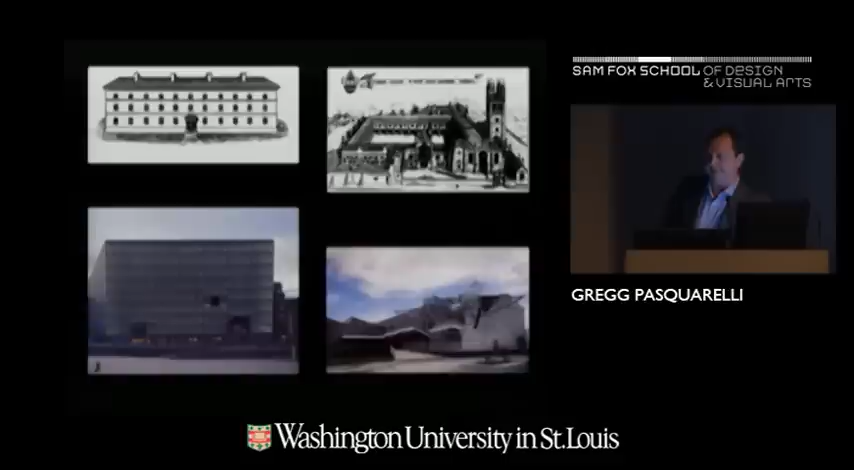 SAM FOX SCHOOL OF DESIGN
& VISUAL ARTS
GREGG PASQUARELLI
Washington University in St. Louis